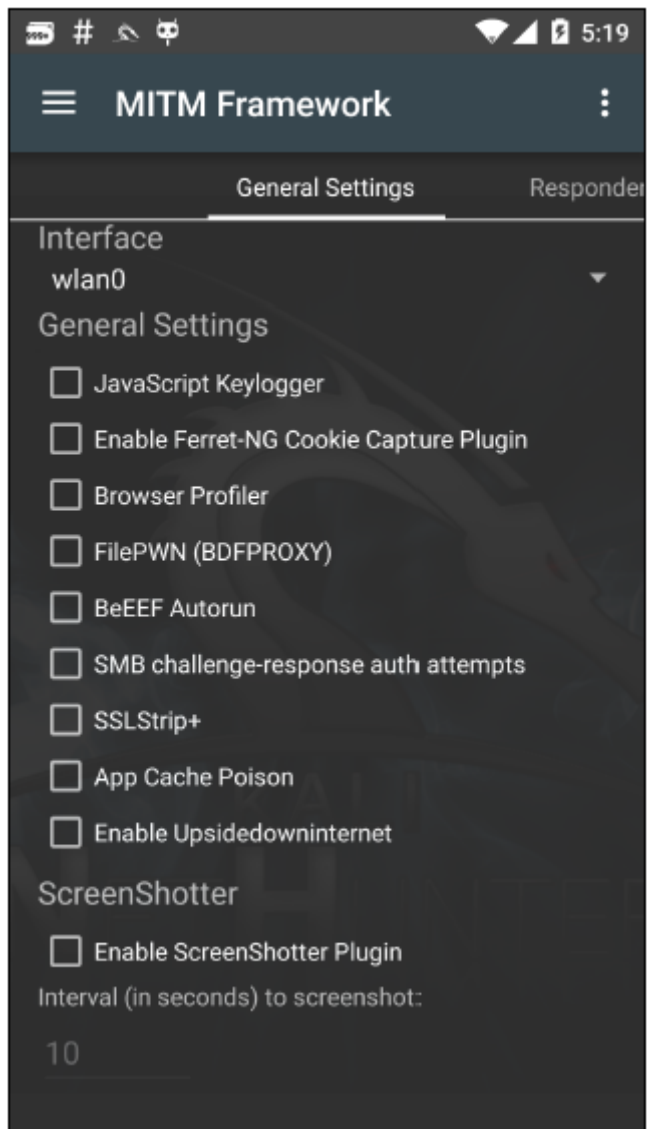 # 5:19
MITM Framework
General Settings Responder
Interface
wlan0
General Settings
JavaScript Keylogger
Enable Ferret-NG Cookie Capture Plugin
Browser Profiler
FilePWN (BDFPROXY)
BeEEF Autorun
SMB challenge-response auth attempts
SSLStrip+
App Cache Poison
Enable Upsidedowninternet
KALI
HUNTER
ScreenShotter
Enable ScreenShotter Plugin
Interval (in seconds) to screenshot:
10